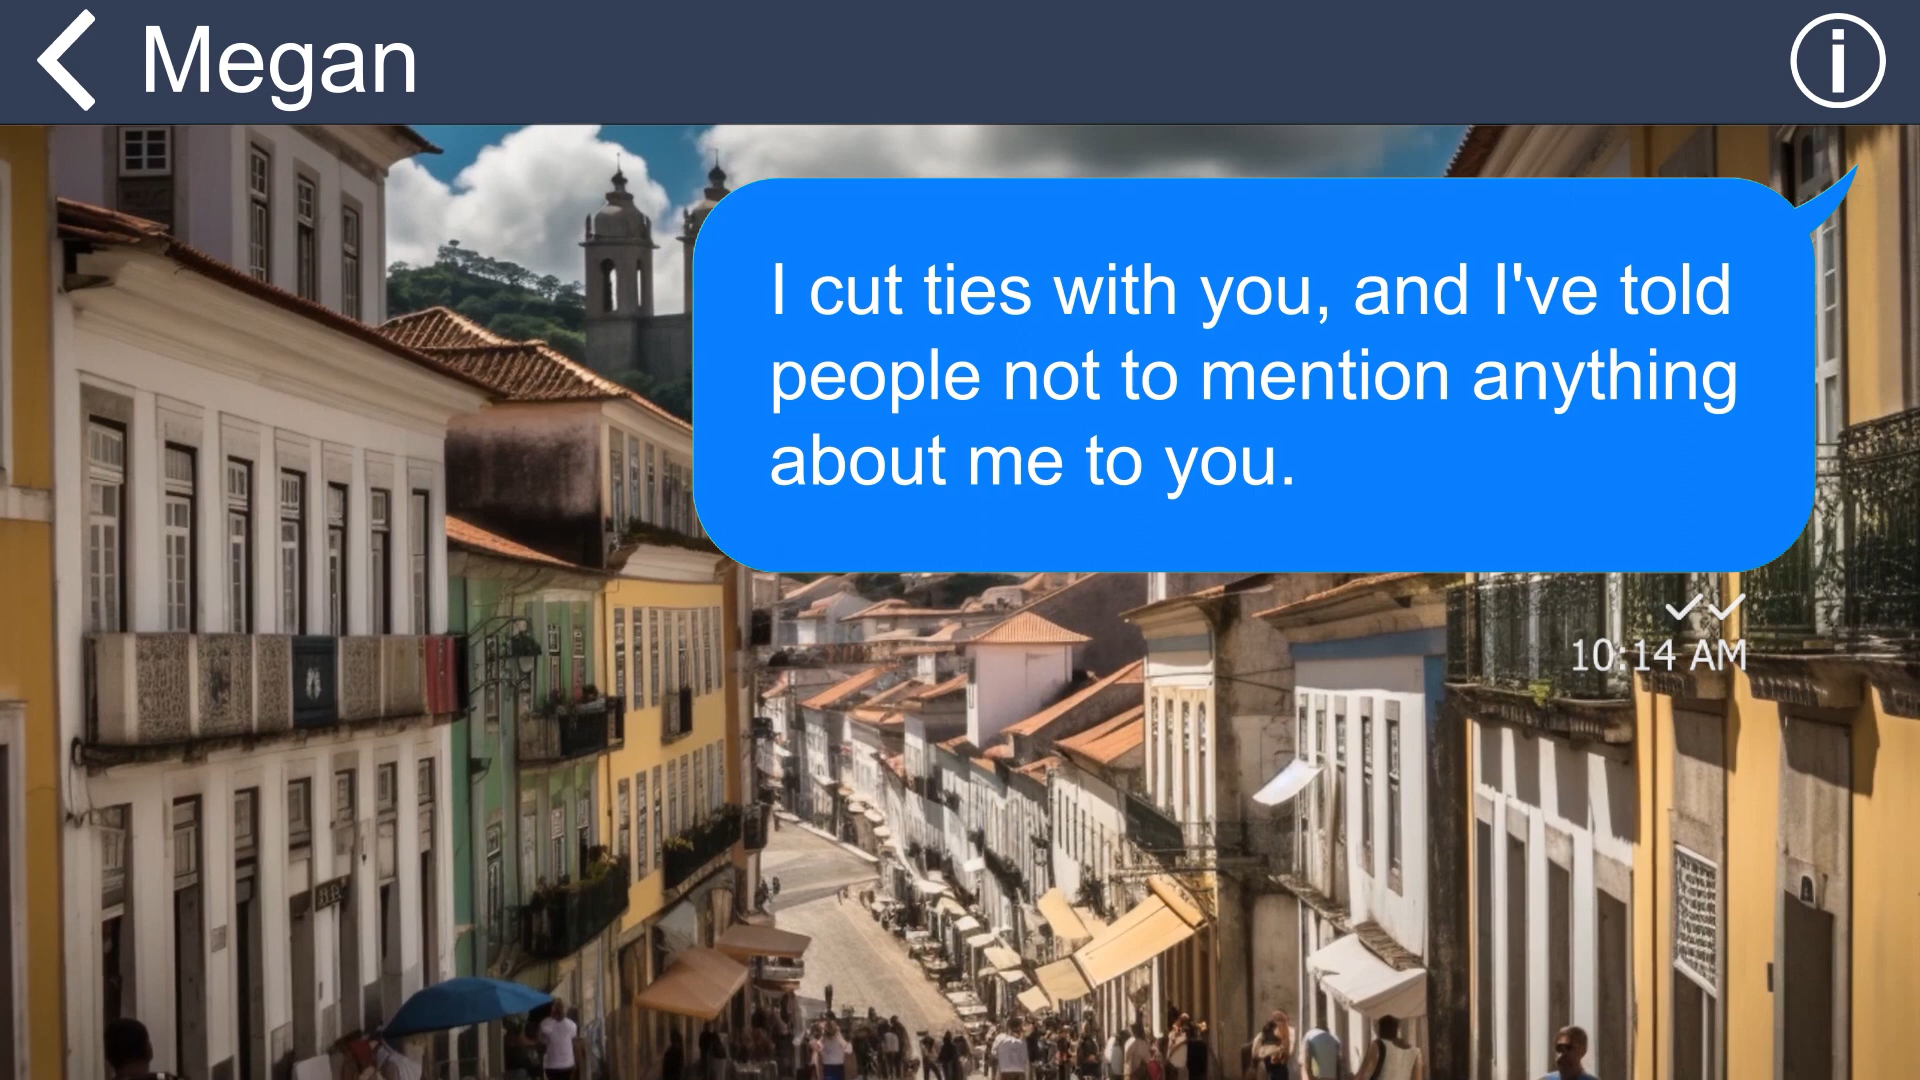 Megan
I cut ties with you, and I've told
people not to mention anything
about me to you.
10:14 AM